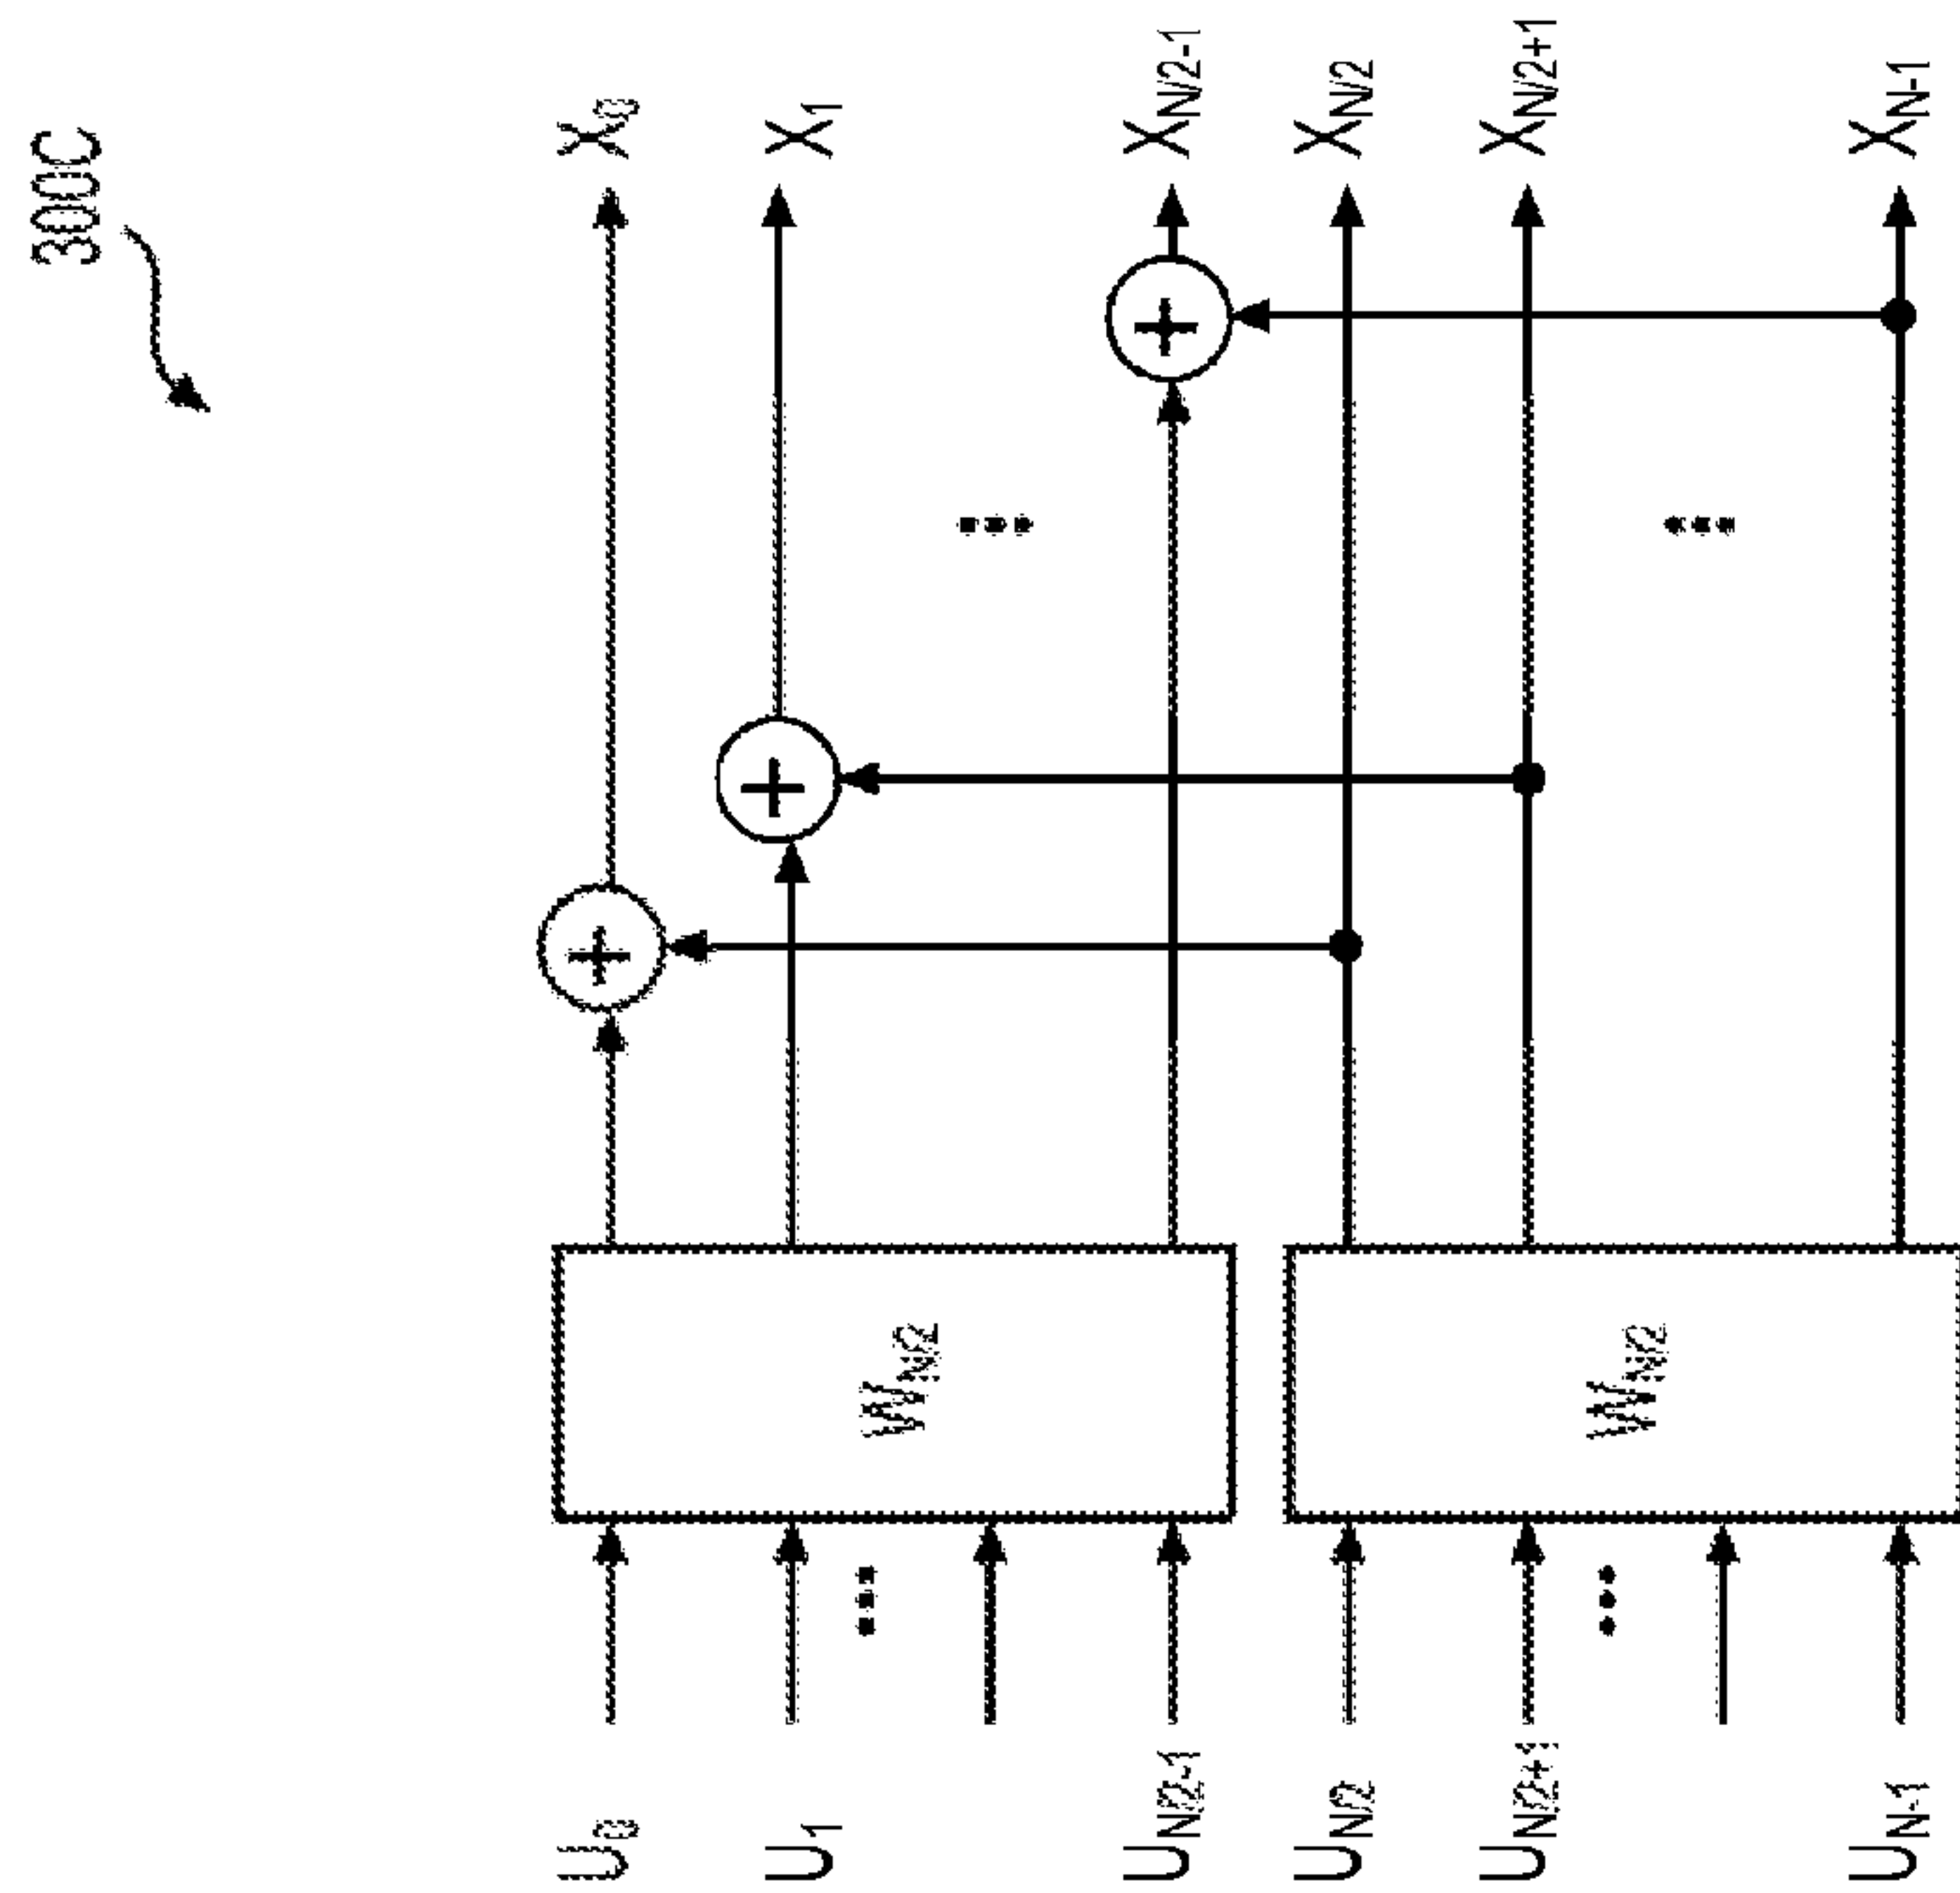 300C
U0
U1
UN/2-1
UN/2
UN/2+1
UN-1
WN/2
WN/2
+
+
+
X0
X1
XN/2-1
XN/2
XN/2+1
XN-1